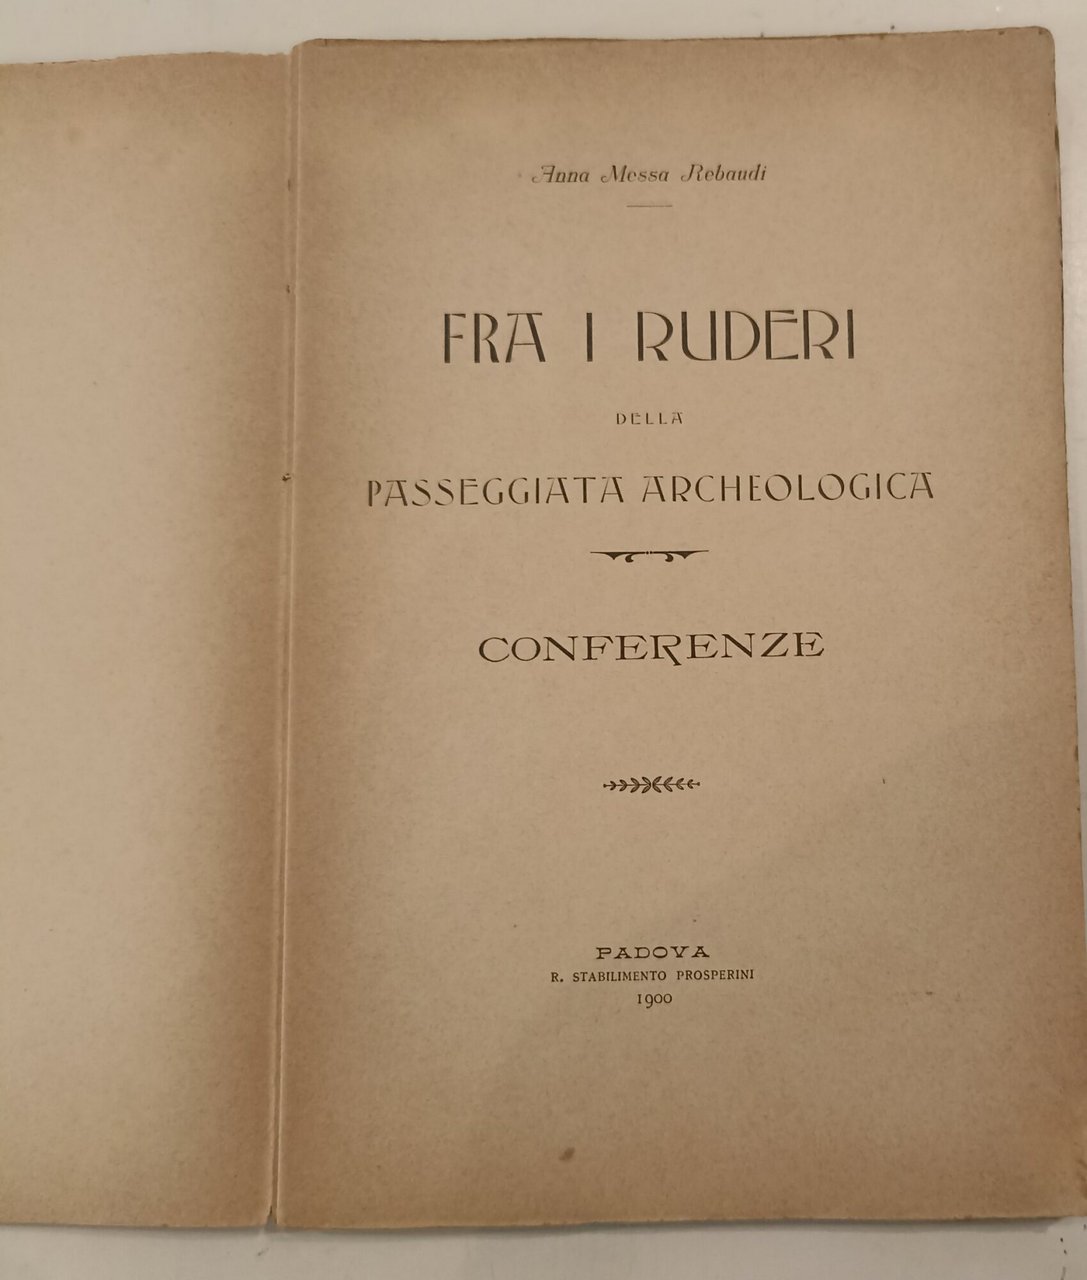 Anna Messa Rebaudi
FRA I RUDERI
DELLA
PASSEGGIATA ARCHEOLOGICA
CONFERENZE
PADOVA
R. STABILIMENTO PROSPERINI
1900